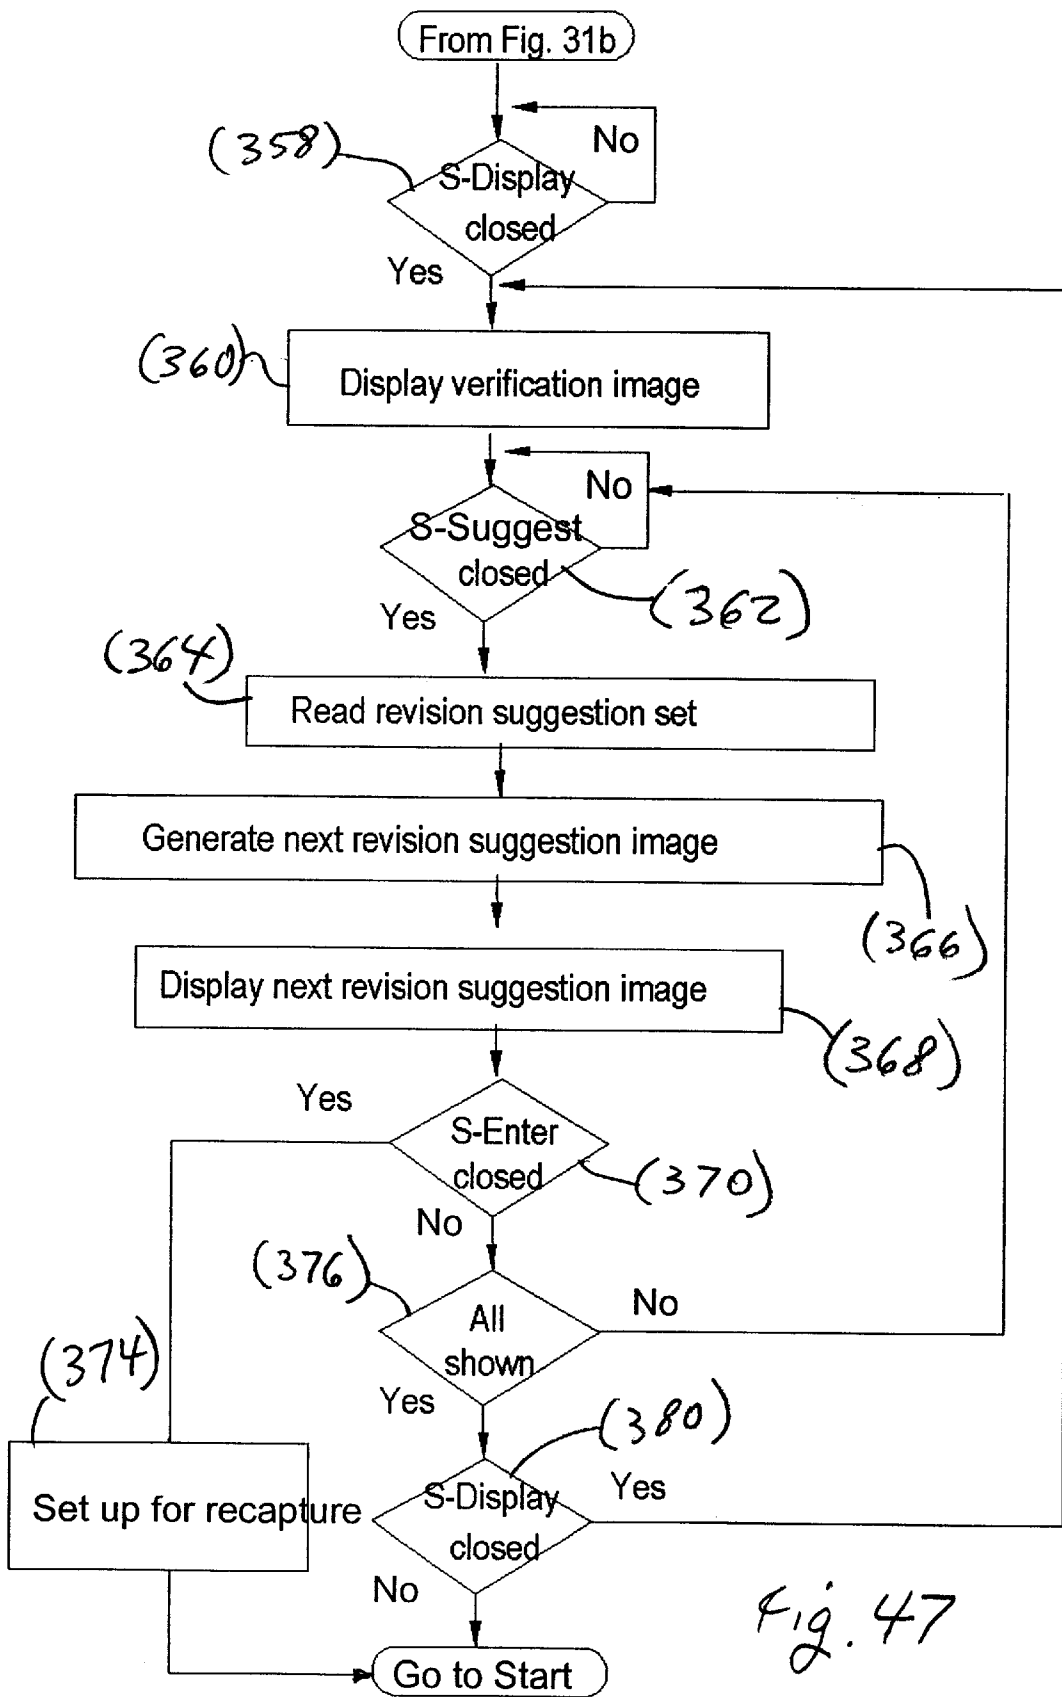 From Fig. 31b
No
(358)
S-Display
closed
Yes
(360)
Display verification image
No
S-Suggest
closed
(362)
Yes
(364)
Read revision suggestion set
Generate next revision suggestion image
(366)
Display next revision suggestion image
(368)
Yes
S-Enter
closed
(370)
No
(376)
No
All
shown
(374)
Yes
(380)
S-Display
closed
Yes
Set up for recapture
No
Fig. 47
Go to Start